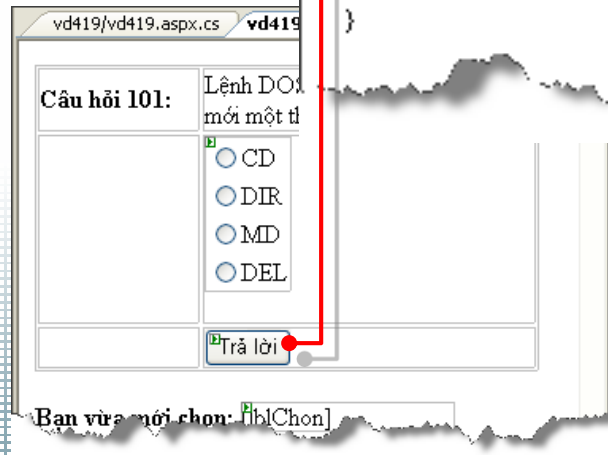 }
vd419/vd419.aspx.cs vd419
Câu hỏi 101:
Lệnh DOS
mới một
CD
DIR
MD
DEL
Trả lời
Bạn vừa mới chọn: [lblChon]